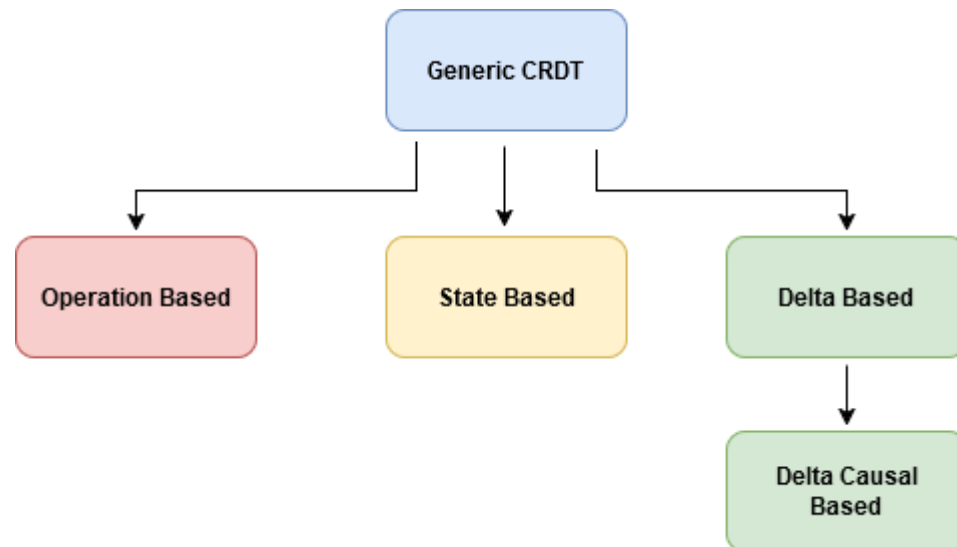 Generic CRDT
Operation Based
State Based
Delta Based
Delta Causal
Based